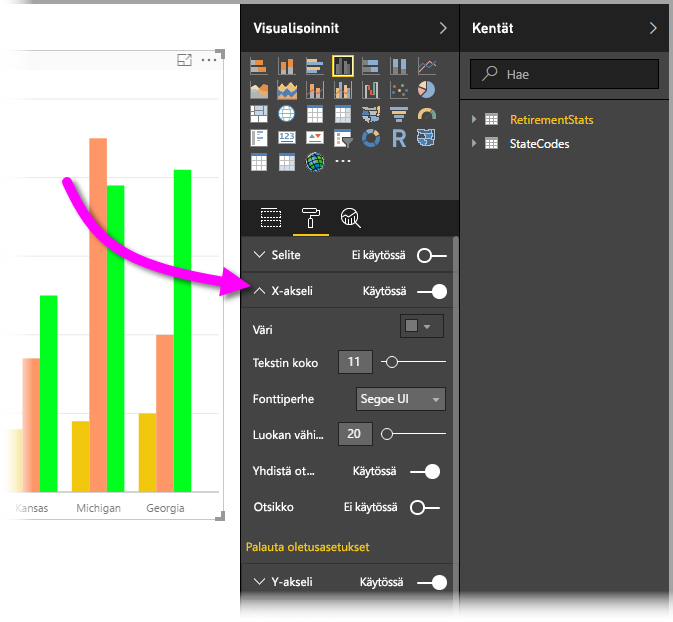 Visualisoinnit
Kentät
Hae
RetirementStats
StateCodes
123
R
Selite Ei käytössä
X-akseli Käytössä
Väri
Tekstin koko 11
Fonttiperhe Segoe UI
Luokan vähi... 20
Yhdistä ot... Käytössä
Otsikko Ei käytössä
Palauta oletusasetukset
Y-akseli Käytössä
Kansas Michigan Georgia